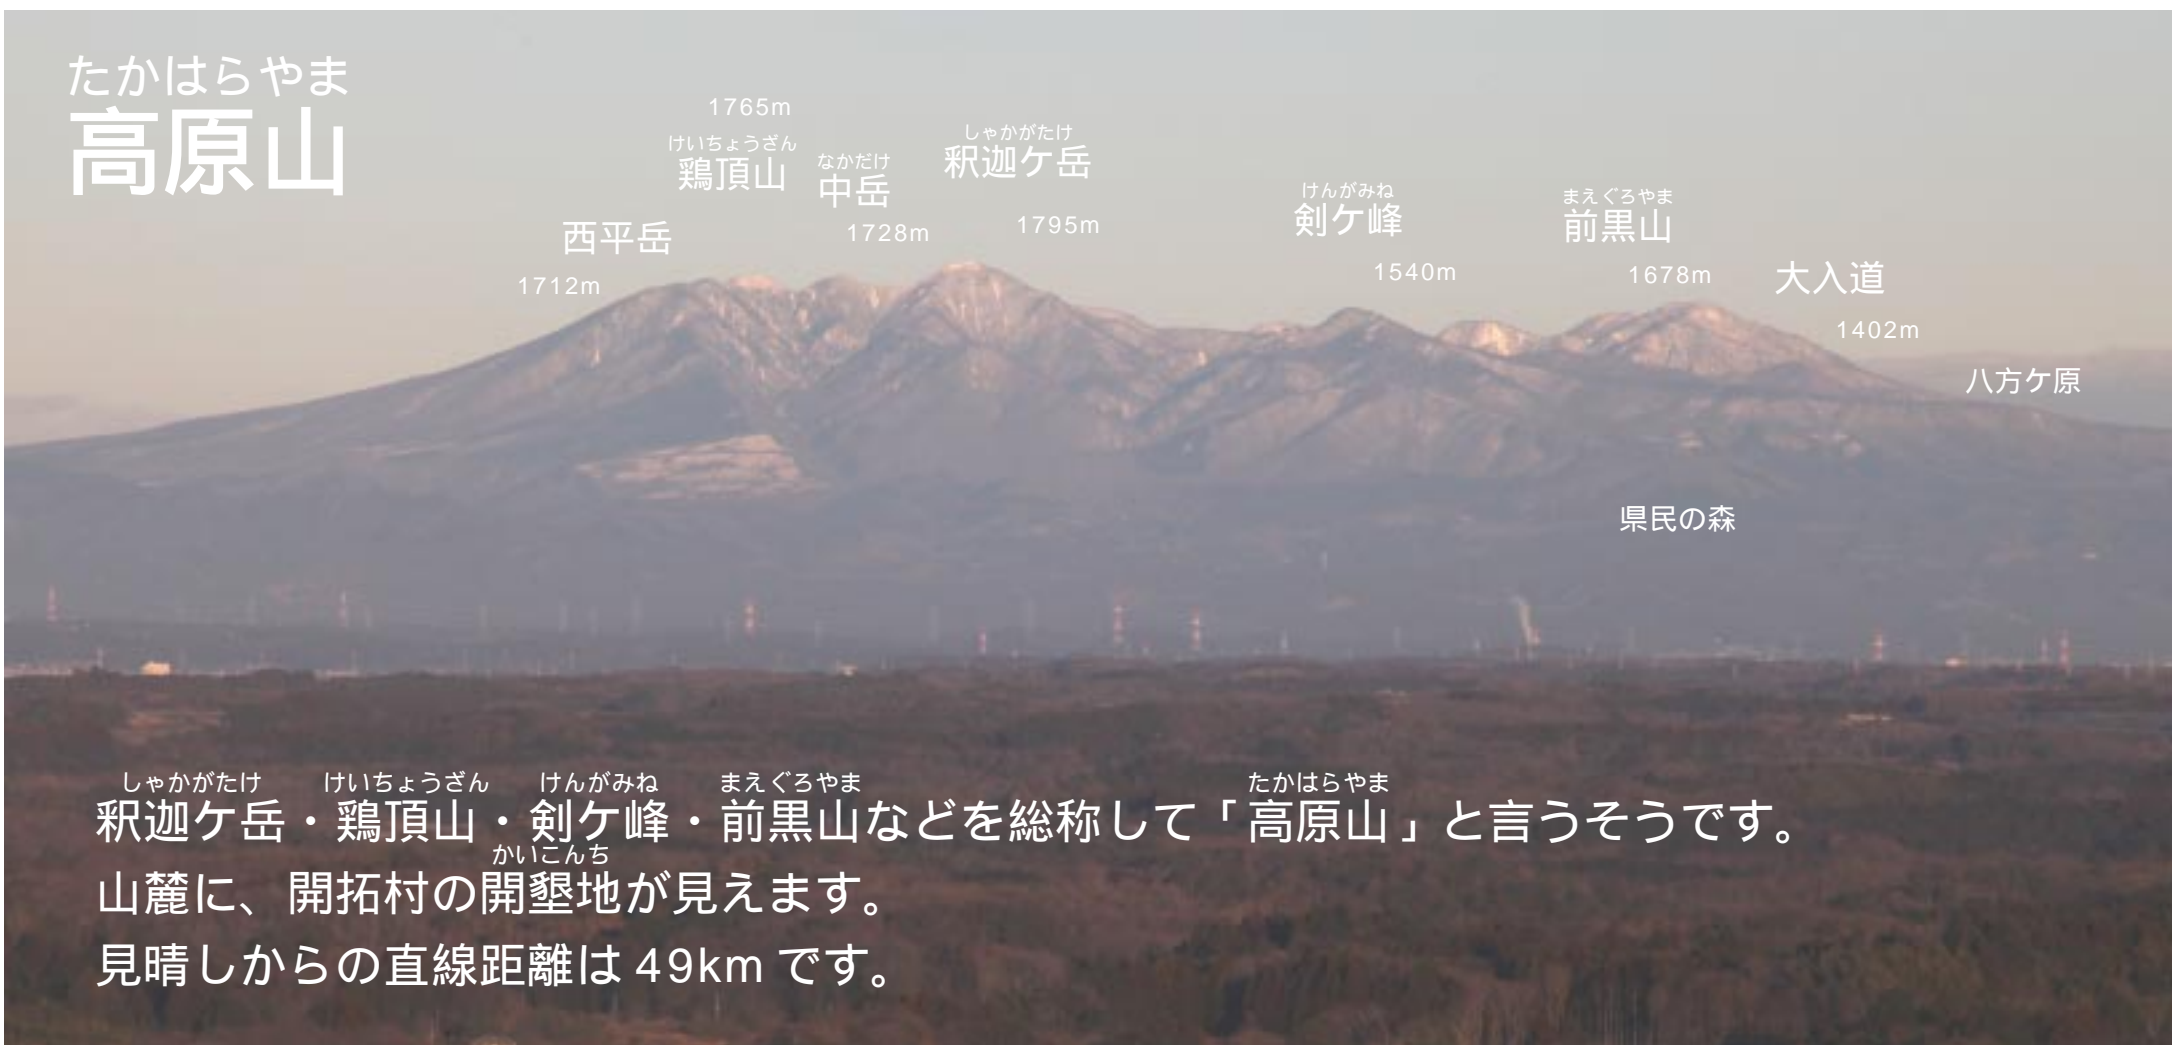 たかはらやま
高原山
1765m
けいちょうざん
鶏頂山
なかだけ
中岳
1728m
しゃかがたけ
釈迦ケ岳
1795m
西平岳
1712m
けんがみね
剣ケ峰
1540m
まえぐろやま
前黒山
1678m
大入道
1402m
八方ケ原
県民の森
しゃかがたけ けいちょうざん けんがみね まえぐろやま たかはらやま
釈迦ケ岳・鶏頂山・剣ケ峰・前黒山などを総称して「高原山」と言うそうです。
かいこんち
山麓に、開拓村の開墾地が見えます。
見晴しからの直線距離は49kmです。